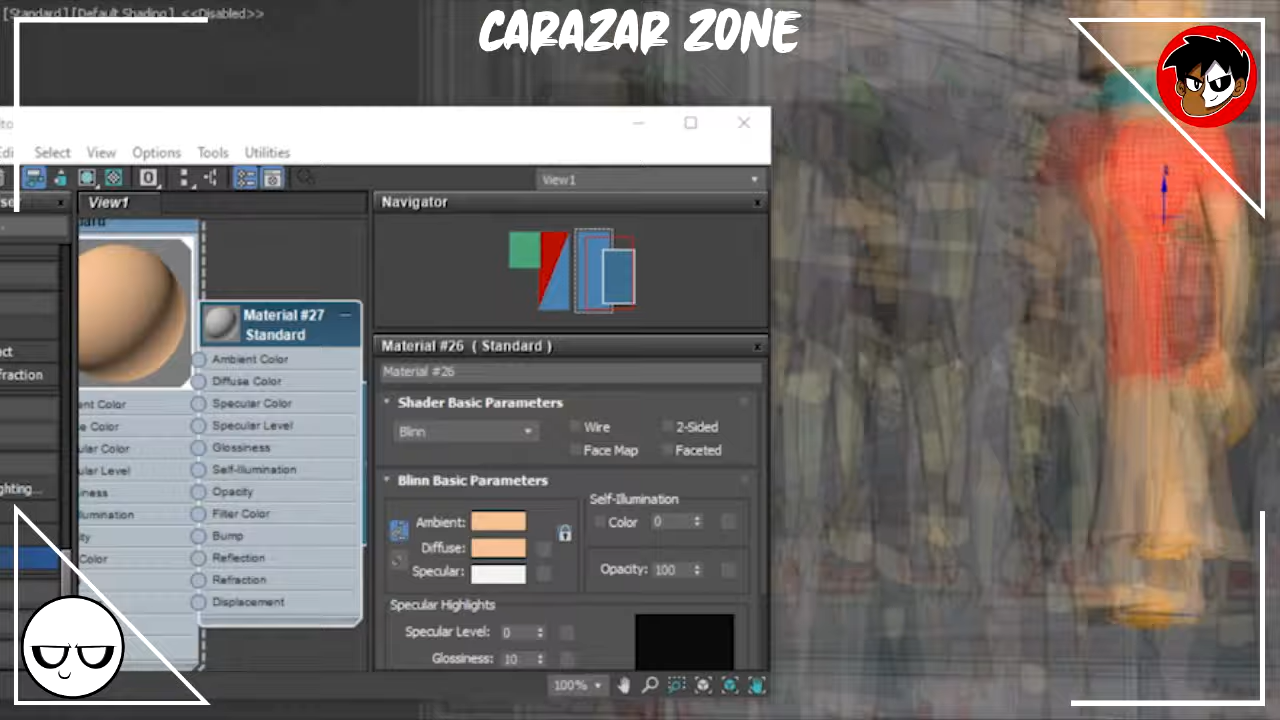 [Standard] [Default Shading] <<Disabled>>
CARAZAR ZONE
Select View Options Tools Utilities
View1
View1
Navigator
Material #27
Standard
Material #26 ( Standard )
Material #26
Ambient Color
Diffuse Color
Specular Color
Specular Level
Glossiness
Self-Illumination
Opacity
Filter Color
Bump
Reflection
Refraction
Displacement
Shader Basic Parameters
Blinn
Wire
2-Sided
Face Map
Faceted
Blinn Basic Parameters
Self-Illumination
Ambient:
Color 0
Diffuse:
Specular:
Opacity: 100
Specular Highlights
Specular Level: 0
Glossiness: 10
100%